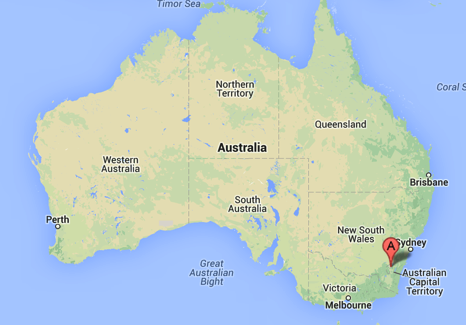 Timor Sea
Northern
Territory
Coral S
Queensland
Australia
Western
Australia
Brisbane
South
Australia
Perth
New South
Wales
Sydney
A
Great
Australian
Bight
Australian
Capital
Territory
Victoria
Melbourne